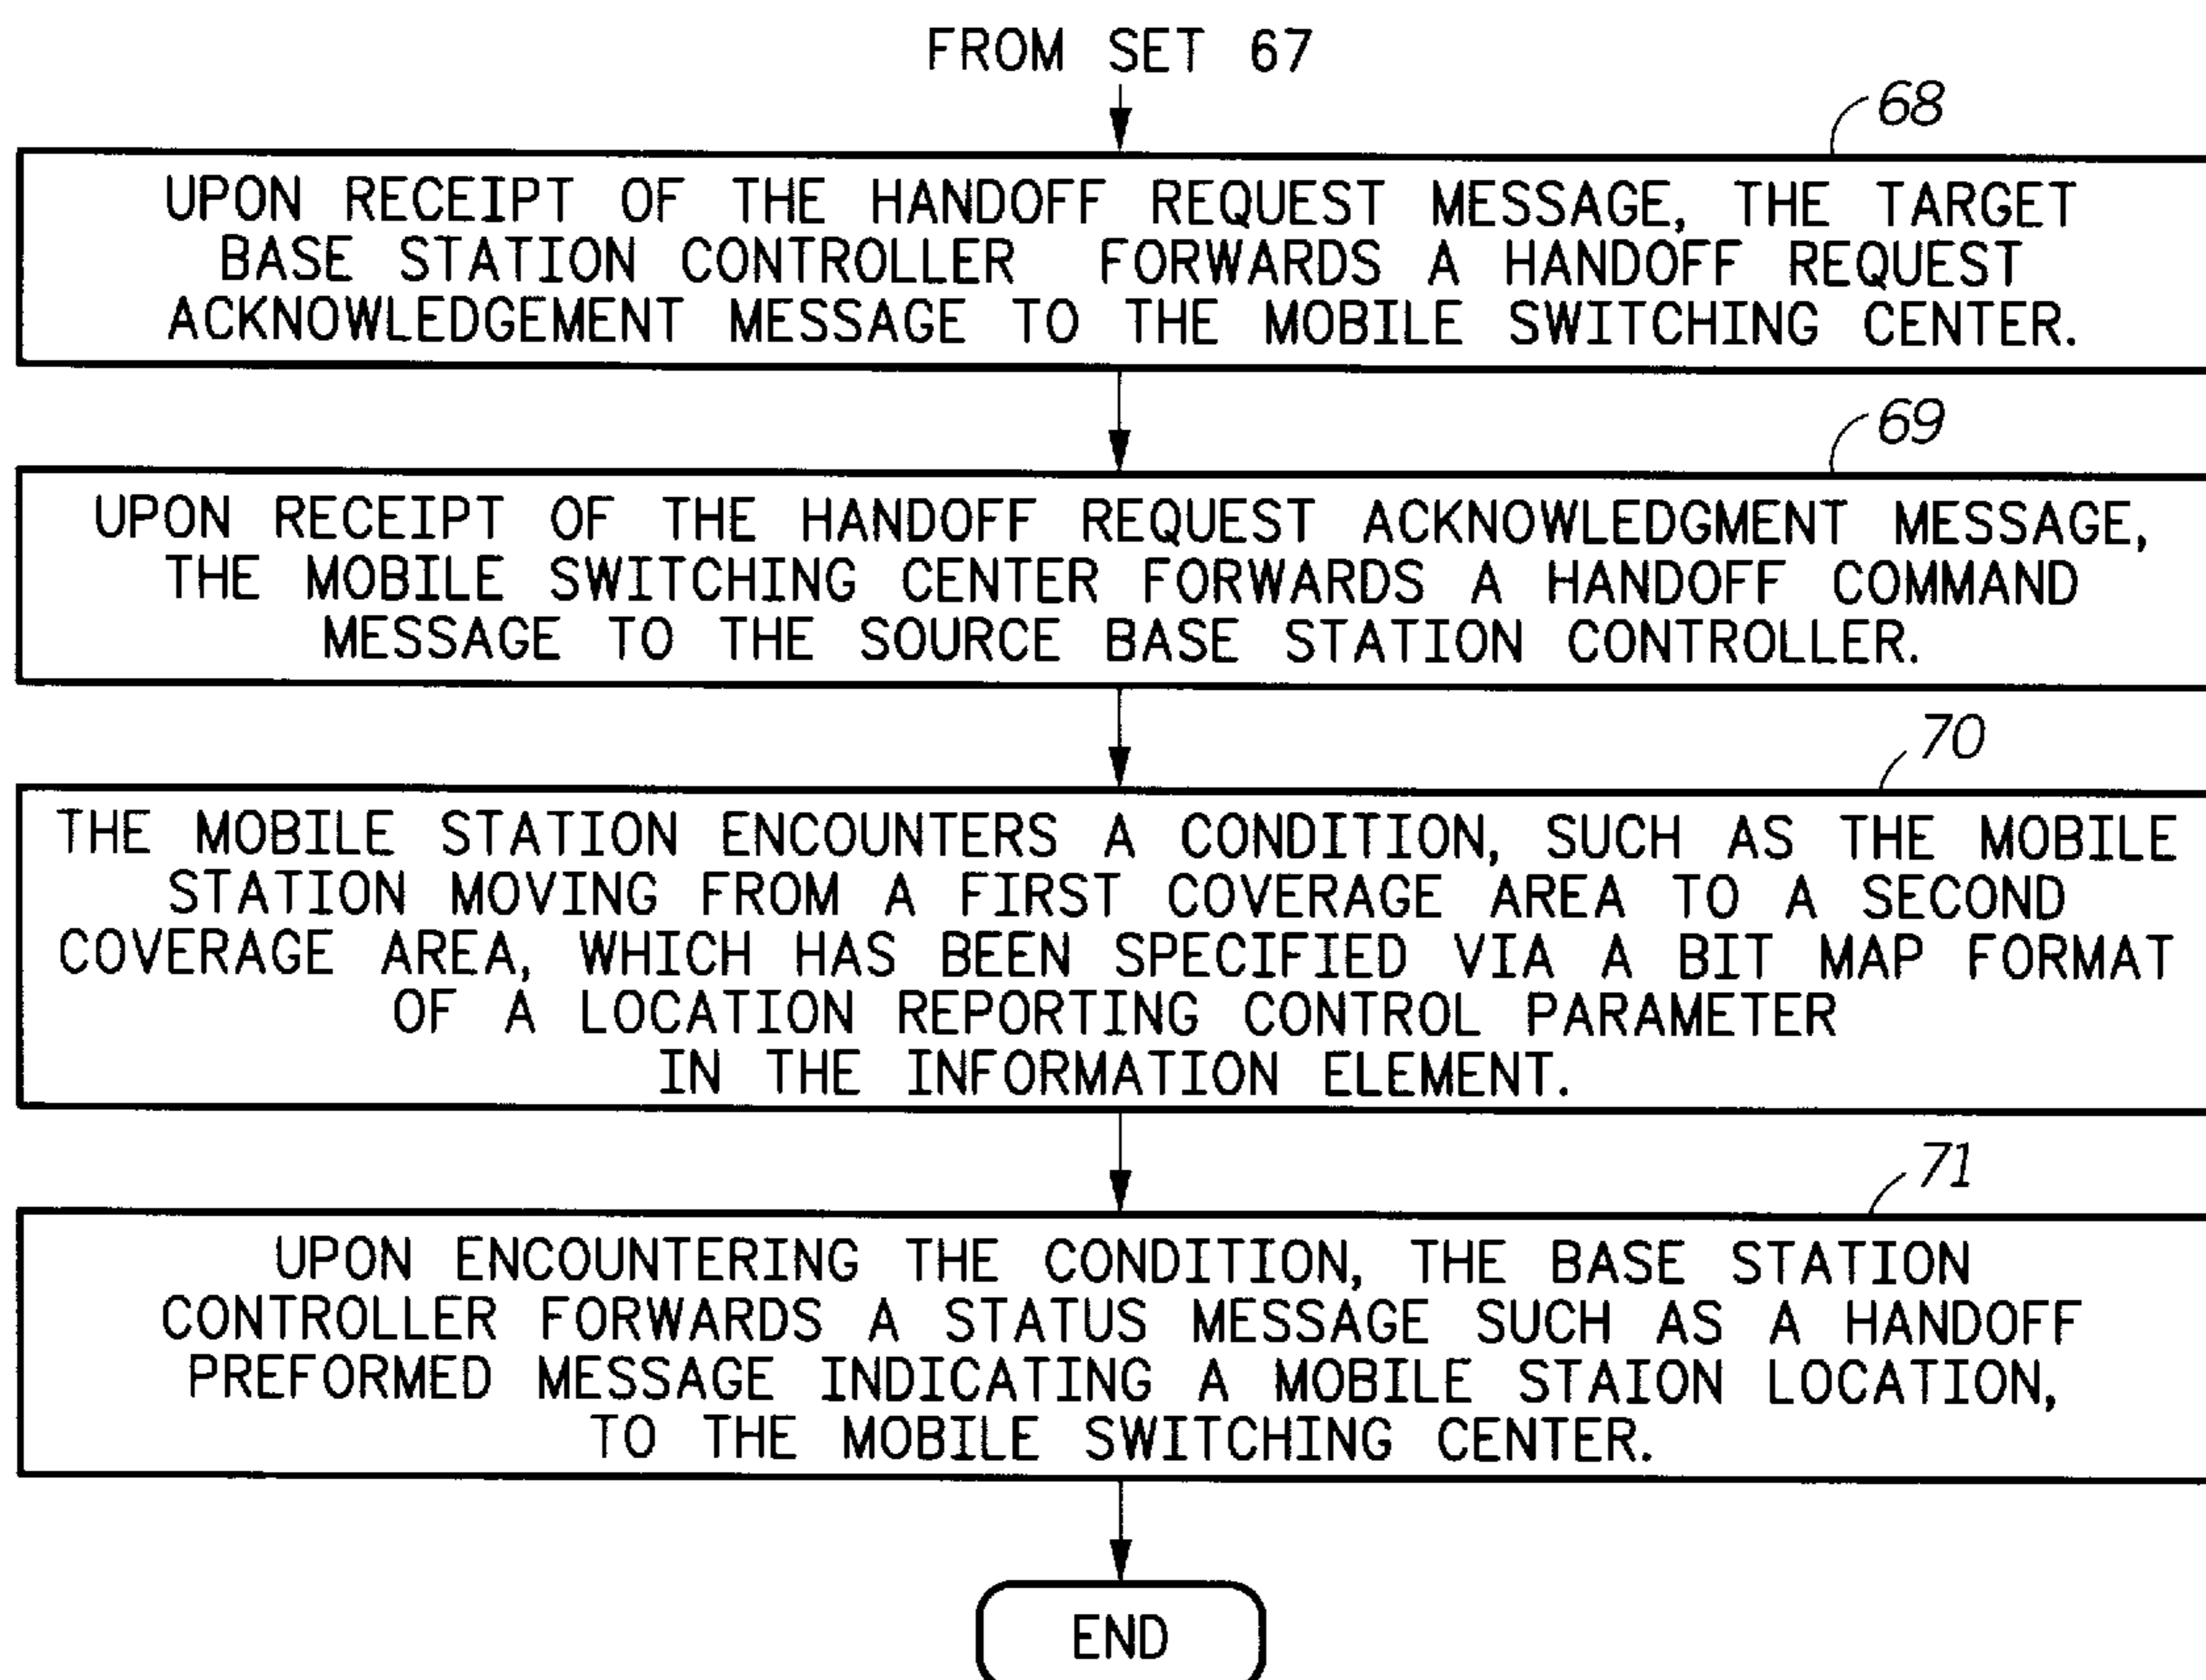 FROM SET 67
68
UPON RECEIPT OF THE HANDOFF REQUEST MESSAGE, THE TARGET
BASE STATION CONTROLLER FORWARDS A HANDOFF REQUEST
ACKNOWLEDGEMENT MESSAGE TO THE MOBILE SWITCHING CENTER.
69
UPON RECEIPT OF THE HANDOFF REQUEST ACKNOWLEDGMENT MESSAGE,
THE MOBILE SWITCHING CENTER FORWARDS A HANDOFF COMMAND
MESSAGE TO THE SOURCE BASE STATION CONTROLLER.
70
THE MOBILE STATION ENCOUNTERS A CONDITION, SUCH AS THE MOBILE
STATION MOVING FROM A FIRST COVERAGE AREA TO A SECOND
COVERAGE AREA, WHICH HAS BEEN SPECIFIED VIA A BIT MAP FORMAT
OF A LOCATION REPORTING CONTROL PARAMETER
IN THE INFORMATION ELEMENT.
71
UPON ENCOUNTERING THE CONDITION, THE BASE STATION
CONTROLLER FORWARDS A STATUS MESSAGE SUCH AS A HANDOFF
PREFORMED MESSAGE INDICATING A MOBILE STAION LOCATION,
TO THE MOBILE SWITCHING CENTER.
END